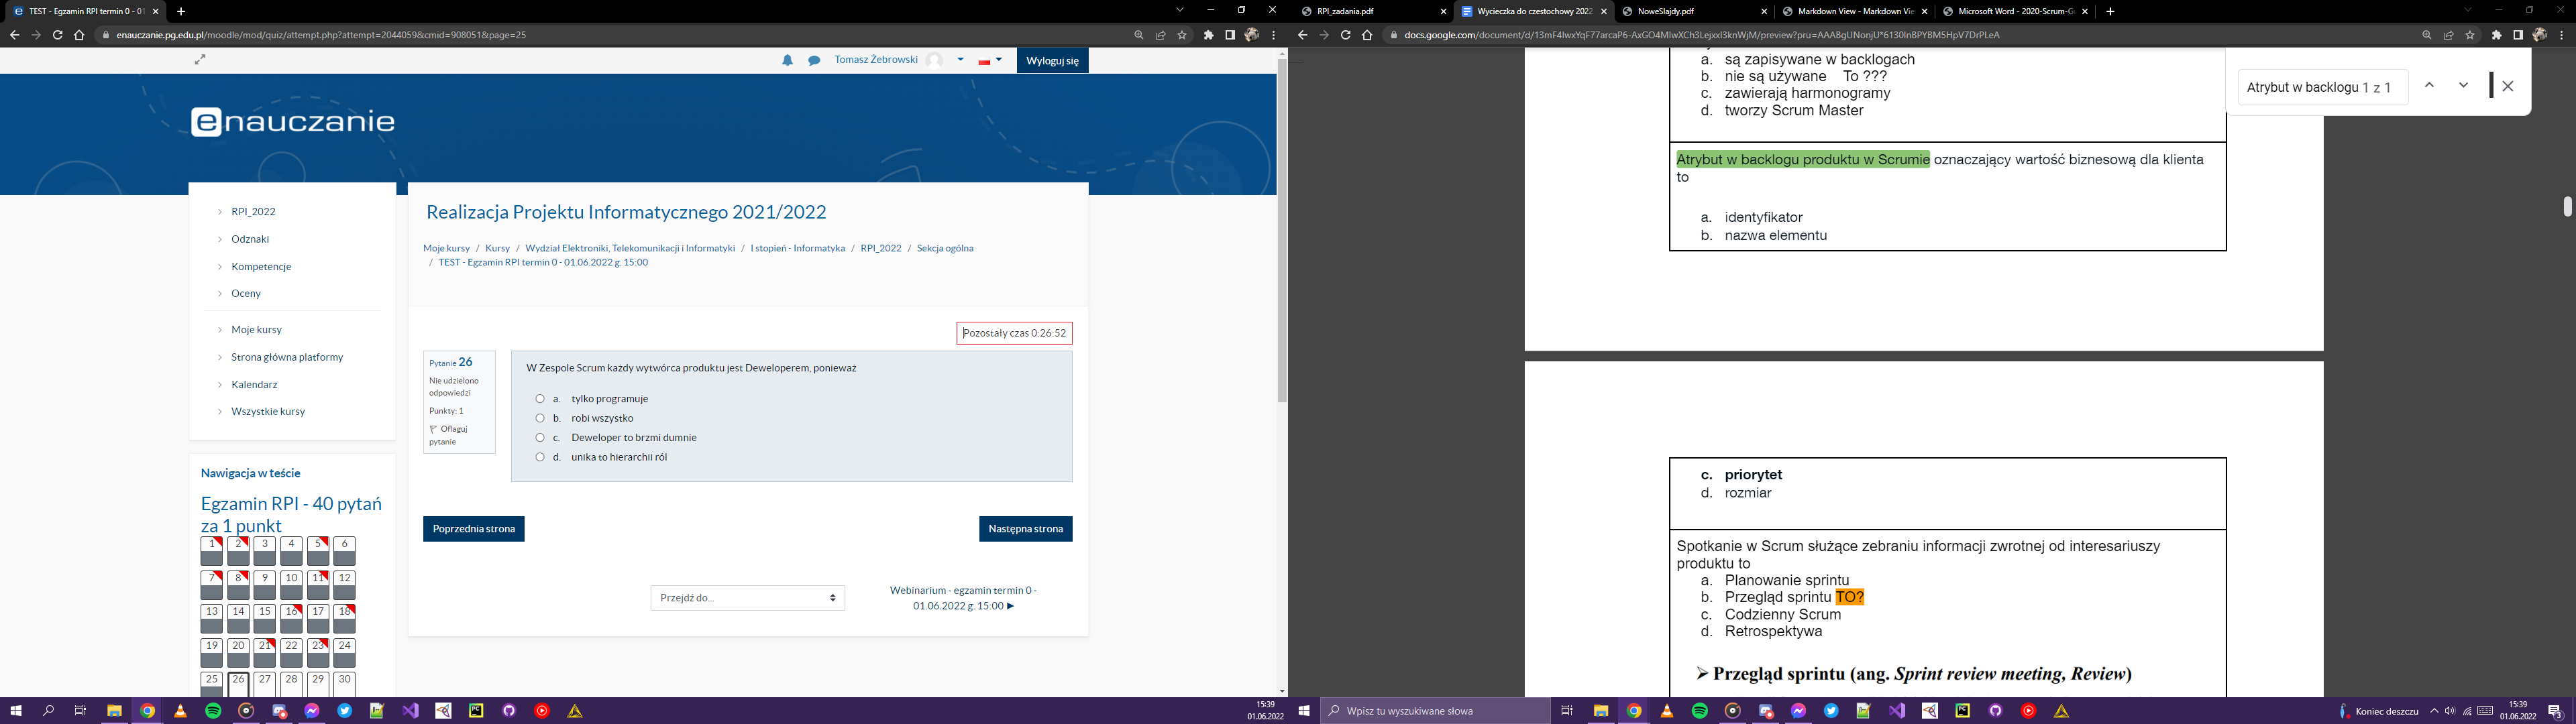 TEST - Egzamin RPI termin 0 - 01
enauczanie.pg.edu.pl/moodle/mod/quiz/attempt.php?attempt=2044059&cmid=908051&page=25
Tomasz Żebrowski
Wyloguj się
enauczanie
RPI_2022
Odznaki
Kompetencje
Oceny
Moje kursy
Strona główna platformy
Kalendarz
Wszystkie kursy
Nawigacja w teście
Egzamin RPI - 40 pytań
za 1 punkt
1 2 3 4 5 6
7 8 9 10 11 12
13 14 15 16 17 18
19 20 21 22 23 24
25 26 27 28 29 30
Realizacja Projektu Informatycznego 2021/2022
Moje kursy / Kursy / Wydział Elektroniki, Telekomunikacji i Informatyki / I stopień - Informatyka / RPI_2022 / Sekcja ogólna
/ TEST - Egzamin RPI termin 0 - 01.06.2022 g. 15:00
Pozostały czas 0:26:52
Pytanie 26
Nie udzielono
odpowiedzi
Punkty: 1
Oflaguj
pytanie
W Zespole Scrum każdy wytwórca produktu jest Deweloperem, ponieważ
a. tylko programuje
b. robi wszystko
c. Deweloper to brzmi dumnie
d. unika to hierarchii ról
Poprzednia strona
Następna strona
Przejdź do...
Webinarium - egzamin termin 0 -
01.06.2022 g. 15:00 ►
15:39
01.06.2022
RPI_zadania.pdf
Wycieczka do czestochowy 2022
NoweSlajdy.pdf
Markdown View - Markdown Vie
Microsoft Word - 2020-Scrum-G
docs.google.com/document/d/13mF4lwxYqF77arcaP6-AxGO4MlwXCh3Lejxxl3knWjM/preview?pru=AAABgUNonjU*6130lnBPYBM5HpV7DrPLeA
Atrybut w backlogu 1 z 1
a. są zapisywane w backlogach
b. nie są używane To ???
c. zawierają harmonogramy
d. tworzy Scrum Master
Atrybut w backlogu produktu w Scrumie oznaczający wartość biznesową dla klienta
to
a. identyfikator
b. nazwa elementu
c. priorytet
d. rozmiar
Spotkanie w Scrum służące zebraniu informacji zwrotnej od interesariuszy
produktu to
a. Planowanie sprintu
b. Przegląd sprintu TO?
c. Codzienny Scrum
d. Retrospektywa
➢ Przegląd sprintu (ang. Sprint review meeting, Review)
Wpisz tu wyszukiwane słowa
Koniec deszczu
15:39
01.06.2022
3